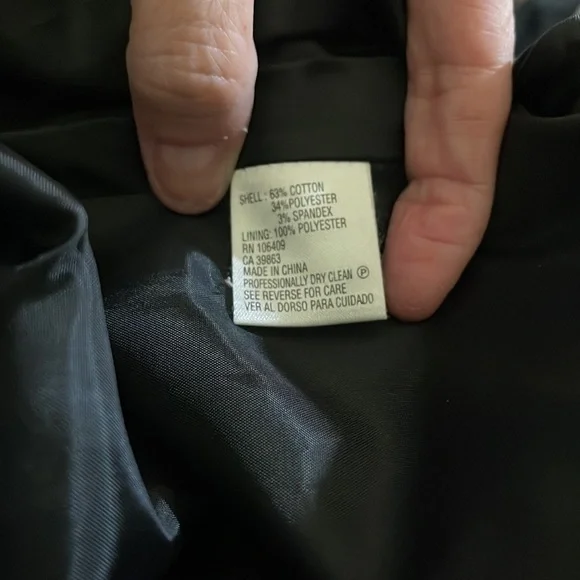 SHELL: 63% COTTON
34%POLYESTER
3% SPANDEX
LINING: 100% POLYESTER
RN 106409
CA 39863
MADE IN CHINA
PROFESSIONALLY DRY CLEAN Ⓟ
SEE REVERSE FOR CARE
VER AL DORSO PARA CUIDADO